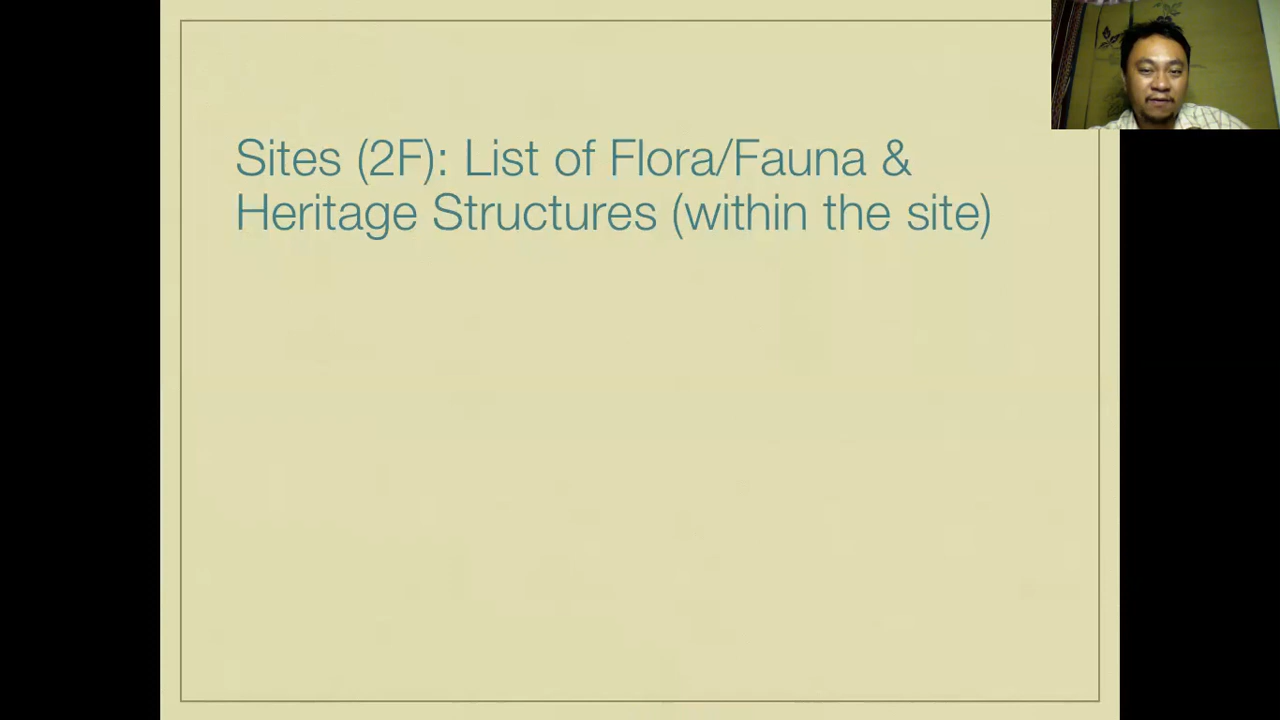 Sites (2F): List of Flora/Fauna &
Heritage Structures (within the site)